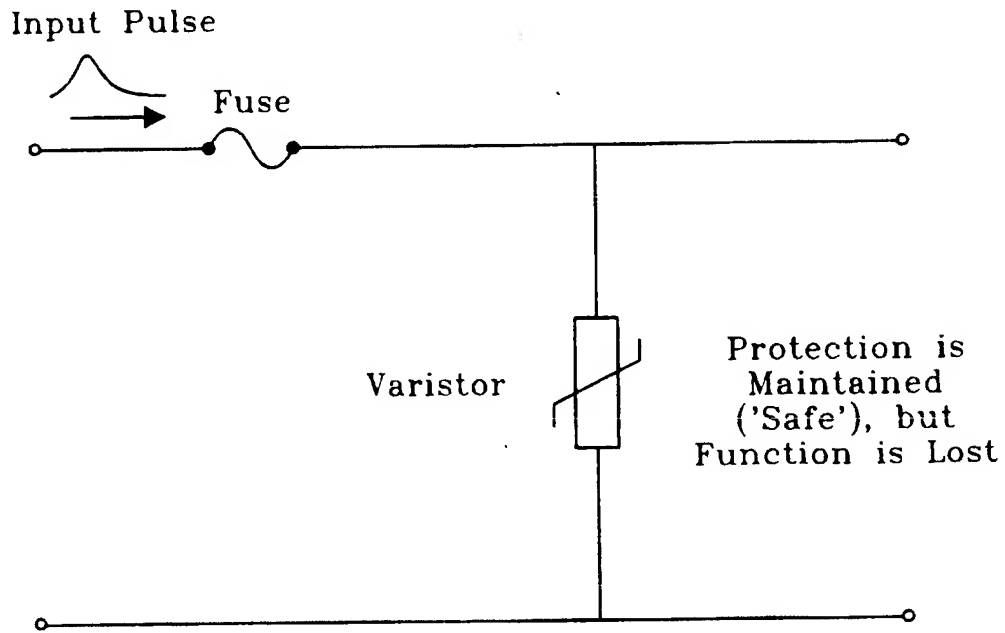 Input Pulse
Fuse
Varistor
Protection is
Maintained
('Safe'), but
Function is Lost